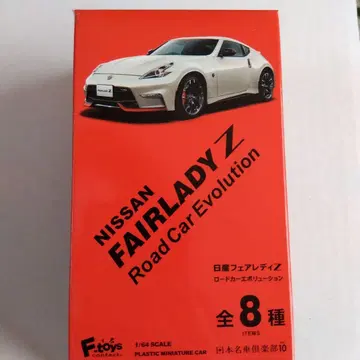 NISSAN
FAIRLADY Z
Road Car Evolution
日産フェアレディZ
ロードカーエボリューション
全8種
ITEMS
F-toys
1/64 SCALE
PLASTIC MINIATURE CAR
日本名車倶楽部10